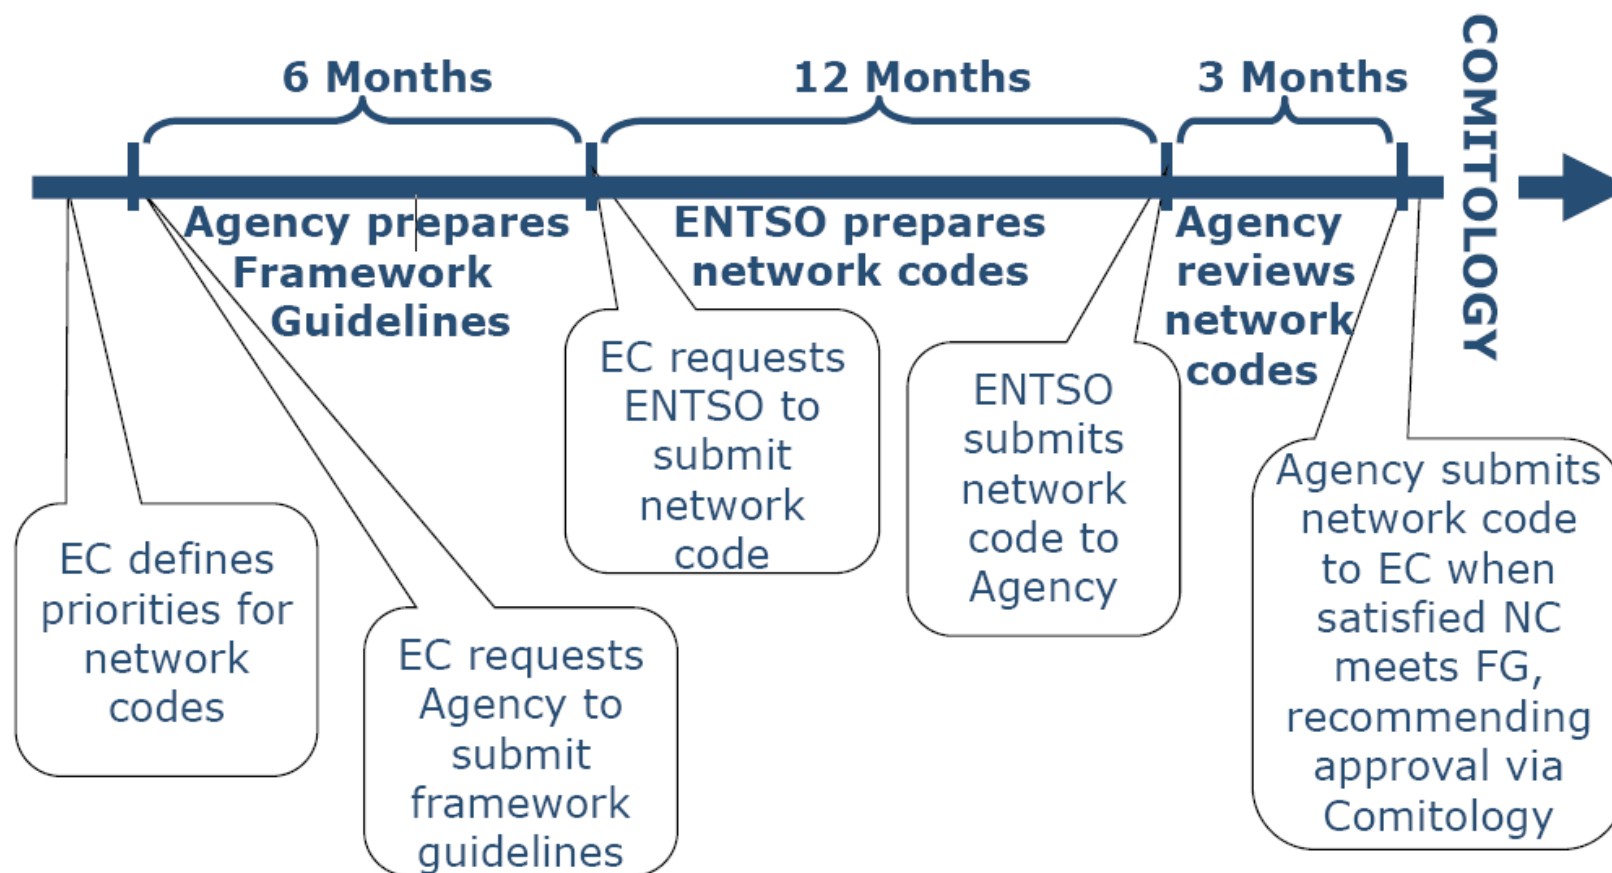 6 Months
12 Months
3 Months
COMITOLOGY
Agency prepares
Framework
Guidelines
ENTSO prepares
network codes
Agency
reviews
network
codes
EC defines
priorities for
network
codes
EC requests
Agency to
submit
framework
guidelines
EC requests
ENTSO to
submit
network
code
ENTSO
submits
network
code to
Agency
Agency submits
network code
to EC when
satisfied NC
meets FG,
recommending
approval via
Comitology